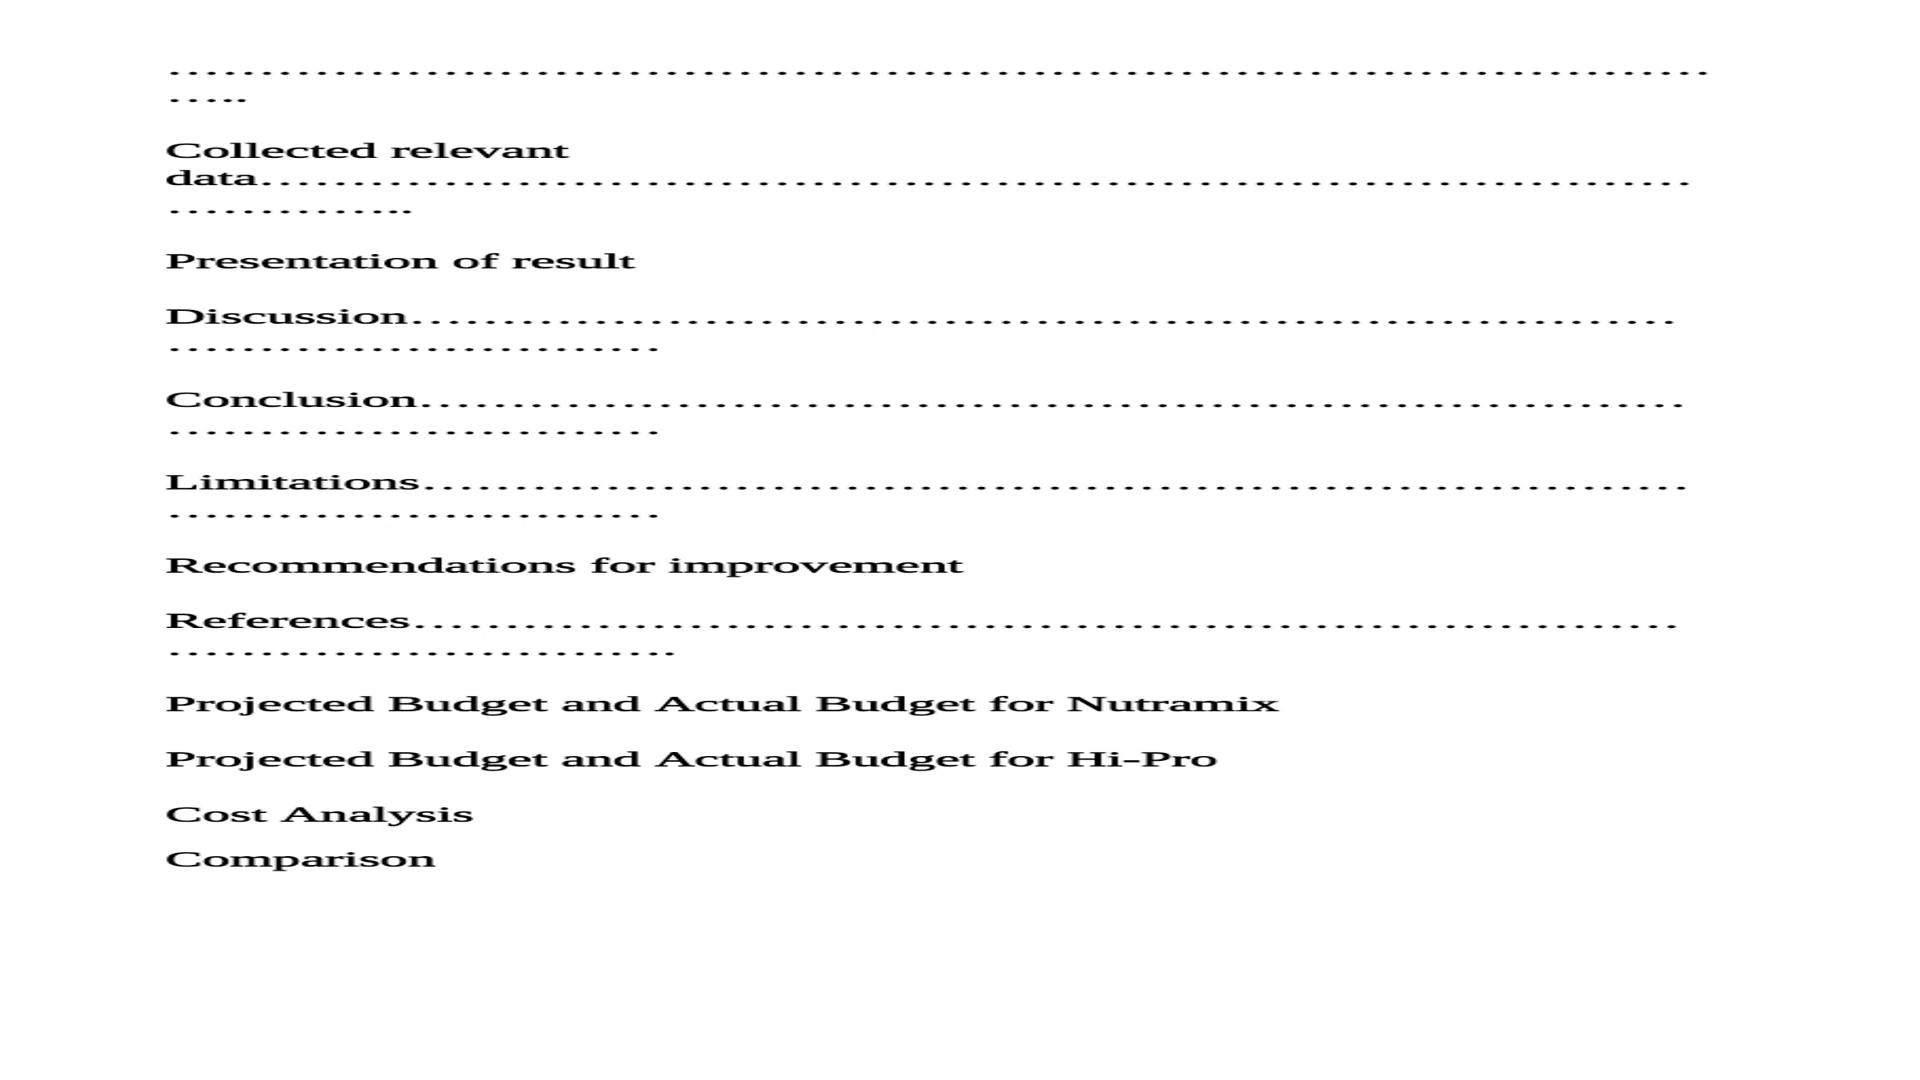 ……………………………………………………………………………………………………………………………………………………
…..
Collected relevant
data…………………………………………………………………………………………………………………………………………
…………..
Presentation of result
Discussion………………………………………………………………………………………………………………………
…………………………
Conclusion………………………………………………………………………………………………………………………
…………………………
Limitations………………………………………………………………………………………………………………………
…………………………
Recommendations for improvement
References………………………………………………………………………………………………………………………
………………………….
Projected Budget and Actual Budget for Nutramix
Projected Budget and Actual Budget for Hi-Pro
Cost Analysis
Comparison